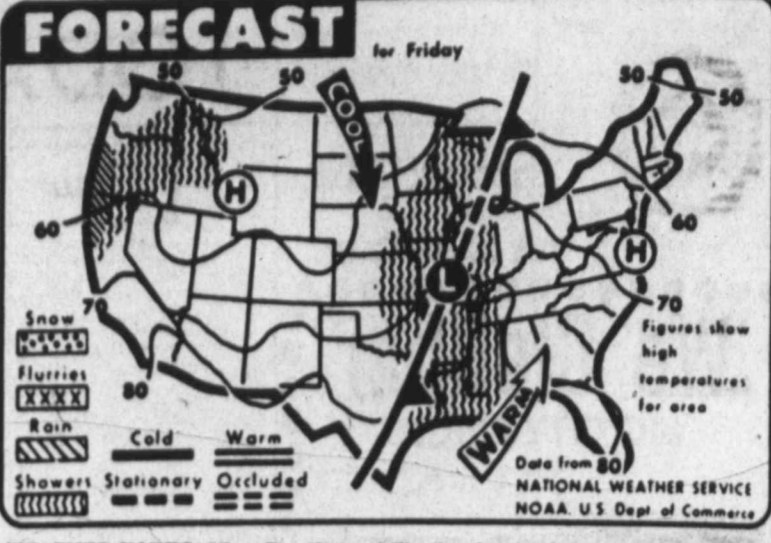 FORECAST
for Friday
50 50 50 50
COOL
H
60 60
H
L
70 70
Snow
Figures show
high
temperatures
for area
Flurries
80
Rain
Cold Warm
WARM
Showers Stationary Occluded
Data from 80
NATIONAL WEATHER SERVICE
NOAA. U.S. Dept. of Commerce